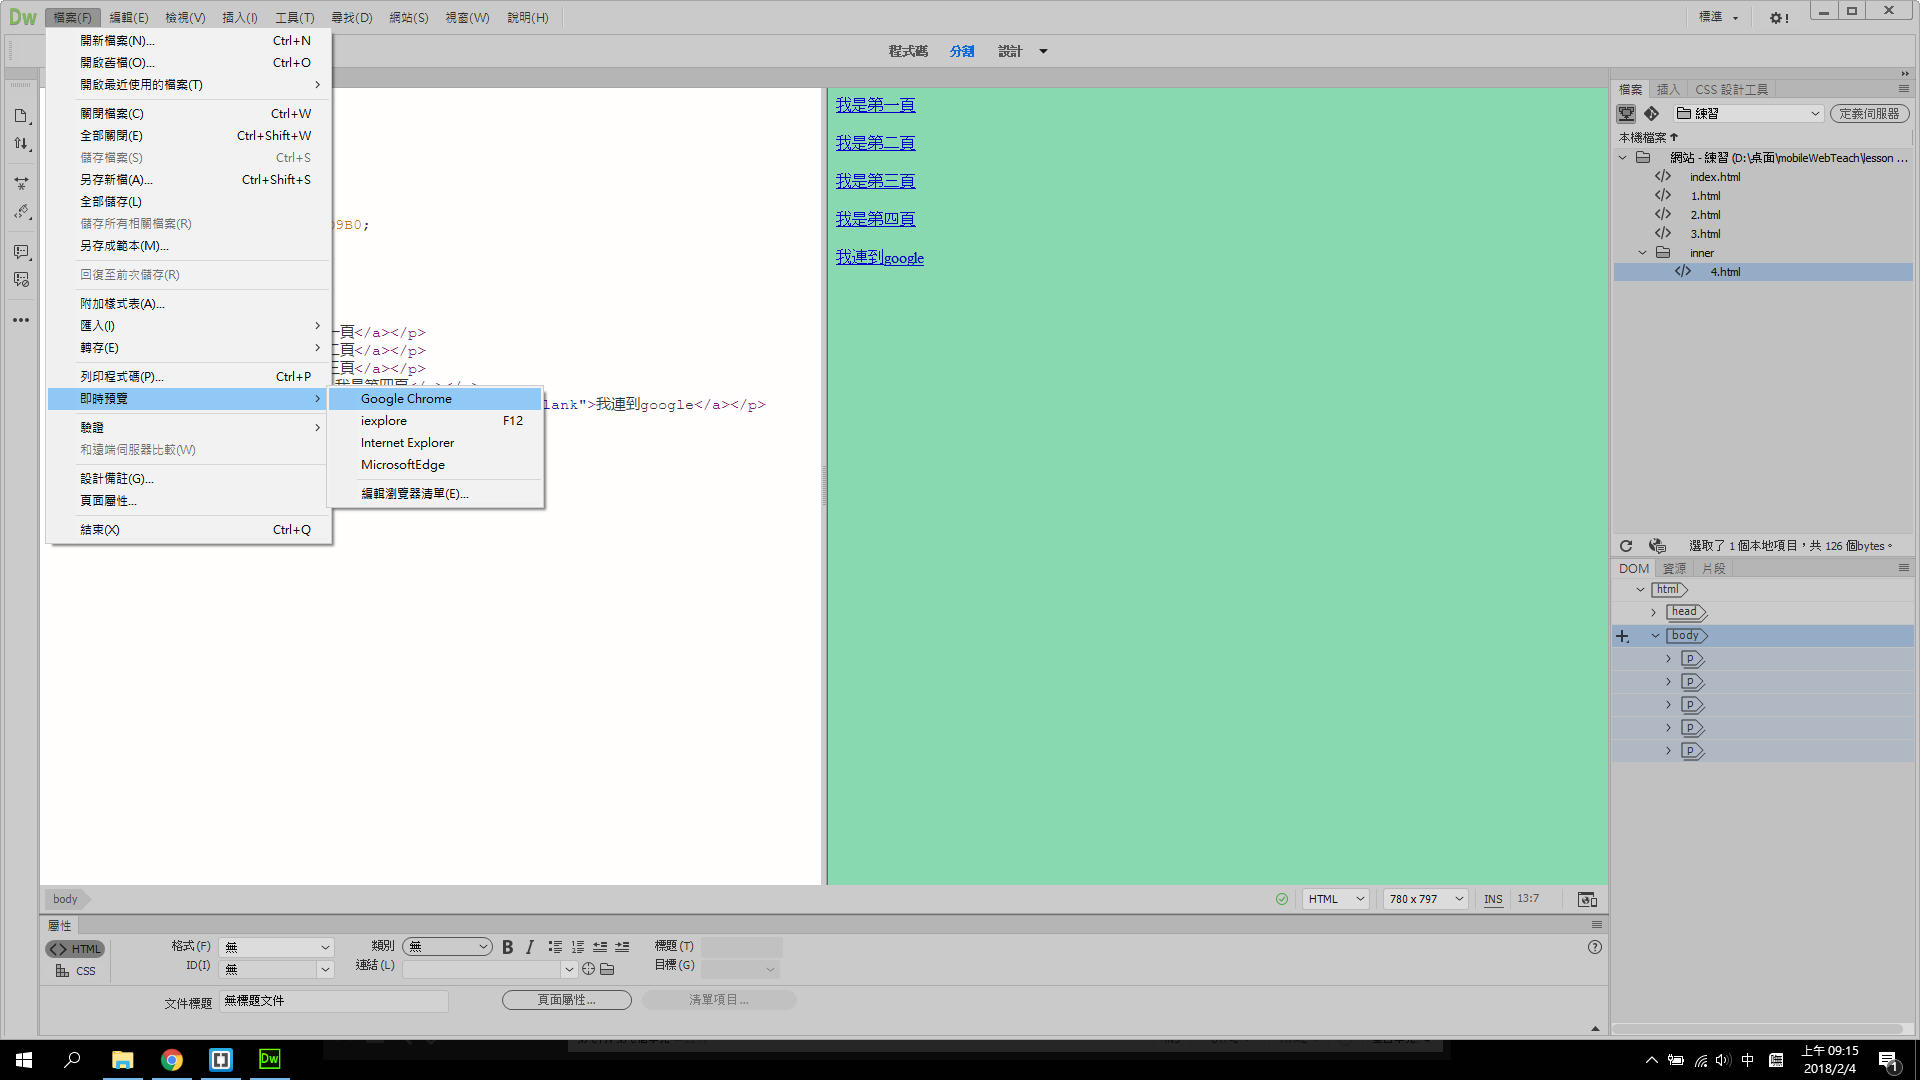 Dw 檔案(F) 編輯(E) 檢視(V) 插入(I) 工具(T) 尋找(D) 網站(S) 視窗(W) 說明(H) 標準
程式碼 分割 設計
開新檔案(N)... Ctrl+N
開啟舊檔(O)... Ctrl+O
開啟最近使用的檔案(T)
關閉檔案(C) Ctrl+W
全部關閉(E) Ctrl+Shift+W
儲存檔案(S) Ctrl+S
另存新檔(A)... Ctrl+Shift+S
全部儲存(L)
儲存所有相關檔案(R)
另存成範本(M)...
回復至前次儲存(R)
附加樣式表(A)...
匯入(I)
轉存(E)
列印程式碼(P)... Ctrl+P
即時預覽
驗證
和遠端伺服器比較(W)
設計備註(G)...
頁面屬性...
結束(X) Ctrl+Q
Google Chrome
iexplore F12
Internet Explorer
MicrosoftEdge
編輯瀏覽器清單(E)...
9B0;
頁</a></p>
二頁</a></p>
三頁</a></p>
lank">我連到google</a></p>
我是第一頁
我是第二頁
我是第三頁
我是第四頁
我連到google
檔案 插入 CSS 設計工具
練習 定義伺服器
本機檔案
網站 - 練習 (D:\桌面\mobileWebTeach\lesson ...
index.html
1.html
2.html
3.html
inner
4.html
選取了 1 個本地項目，共 126 個bytes。
DOM 資源 片段
html
head
body
p
p
p
p
p
body HTML 780 x 797 INS 13:7
屬性
HTML 格式(F) 無 類別 無 B I 標題(T)
CSS ID(I) 無 連結(L) 目標(G)
文件標題 無標題文件 頁面屬性... 清單項目...
Dw 中 上午 09:15
2018/2/4 1